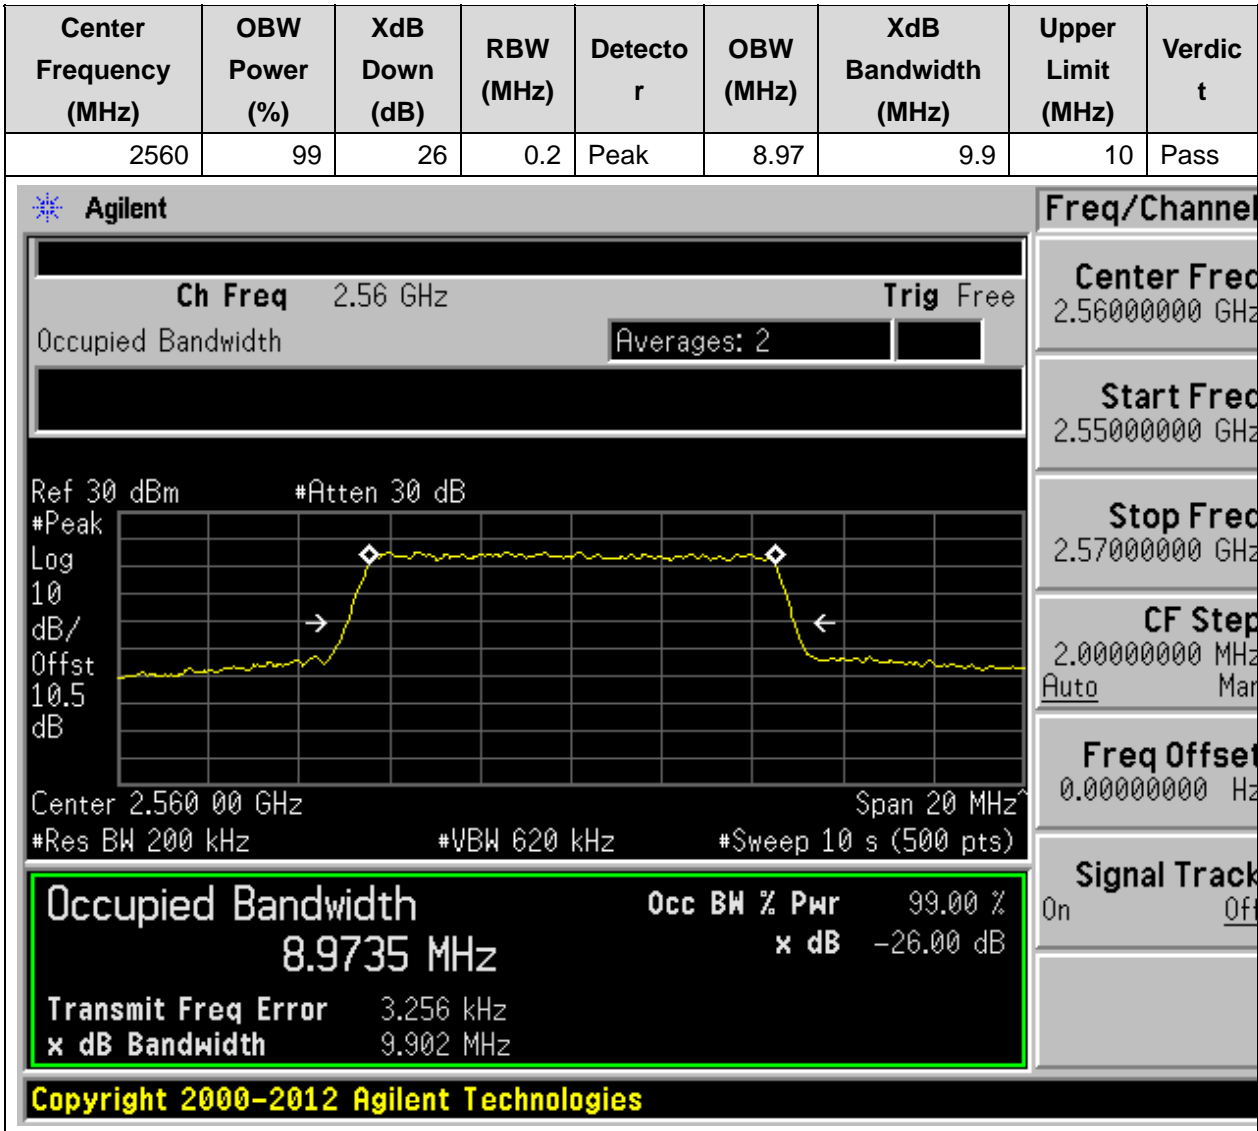 Center Frequency (MHz) OBW Power (%) XdB Down (dB) RBW (MHz) Detecto r OBW (MHz) XdB Bandwidth (MHz) Upper Limit (MHz) Verdic t
2560 99 26 0.2 Peak 8.97 9.9 10 Pass
Agilent
Freq/Channel
Ch Freq 2.56 GHz Trig Free
Occupied Bandwidth Averages: 2
Center Freq
2.56000000 GHz
Start Freq
2.55000000 GHz
Stop Freq
2.57000000 GHz
CF Step
2.00000000 MHz
Auto Man
Freq Offset
0.00000000 Hz
Signal Track
On Off
Ref 30 dBm #Atten 30 dB
#Peak
Log
10
dB/
Offst
10.5
dB
Center 2.560 00 GHz Span 20 MHz^
#Res BW 200 kHz #VBW 620 kHz #Sweep 10 s (500 pts)
Occupied Bandwidth Occ BW % Pwr 99.00 %
8.9735 MHz x dB -26.00 dB
Transmit Freq Error 3.256 kHz
x dB Bandwidth 9.902 MHz
Copyright 2000-2012 Agilent Technologies